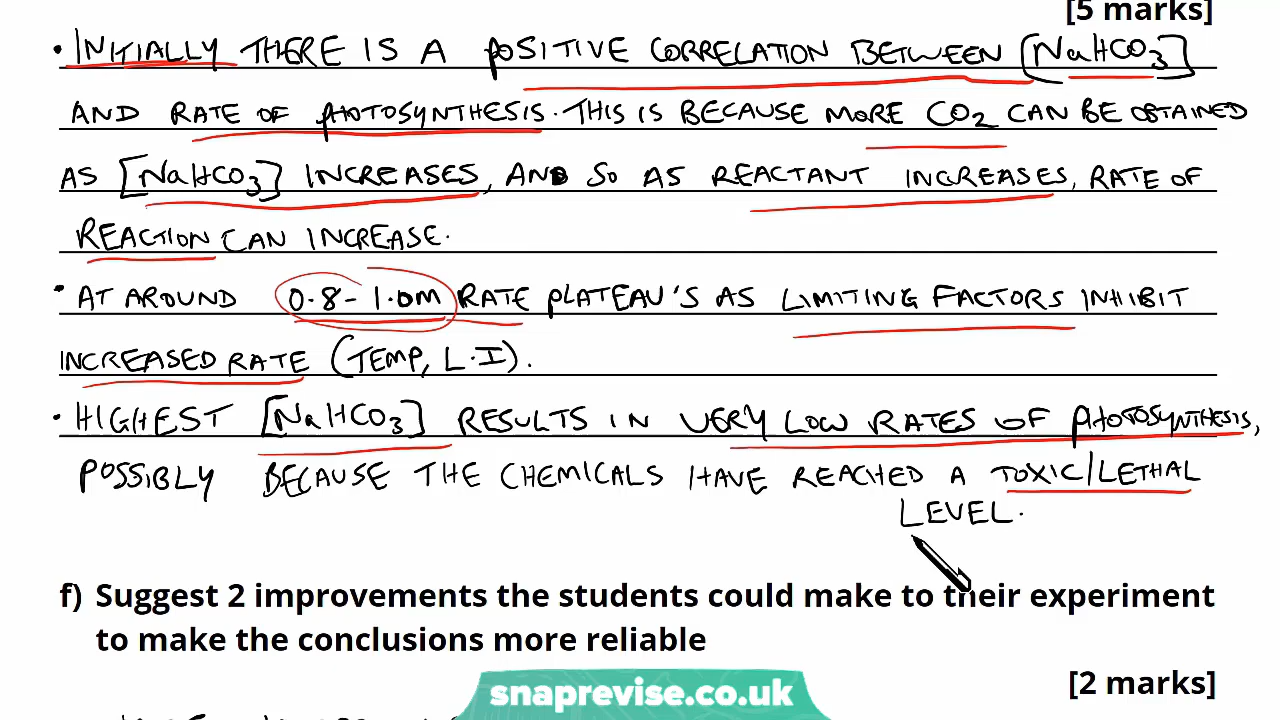 [5 marks]
• INITIALLY THERE IS A POSITIVE CORRELATION BETWEEN [NaHCO3]
AND RATE OF PHOTOSYNTHESIS. THIS IS BECAUSE MORE CO2 CAN BE OBTAINED
AS [NaHCO3] INCREASES, AND SO AS REACTANT INCREASES, RATE OF
REACTION CAN INCREASE.
• AT AROUND 0.8-1.0M RATE PLATEAU'S AS LIMITING FACTORS INHIBIT
INCREASED RATE (TEMP, L.I).
• HIGHEST [NaHCO3] RESULTS IN VERY LOW RATES OF PHOTOSYNTHESIS,
POSSIBLY BECAUSE THE CHEMICALS HAVE REACHED A TOXIC/LETHAL
LEVEL.
f) Suggest 2 improvements the students could make to their experiment
to make the conclusions more reliable
[2 marks]
snaprevise.co.uk